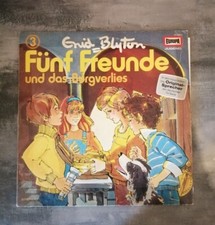 3
Enid Blyton
EUROPA
Fünf Freunde
und das Burgverlies